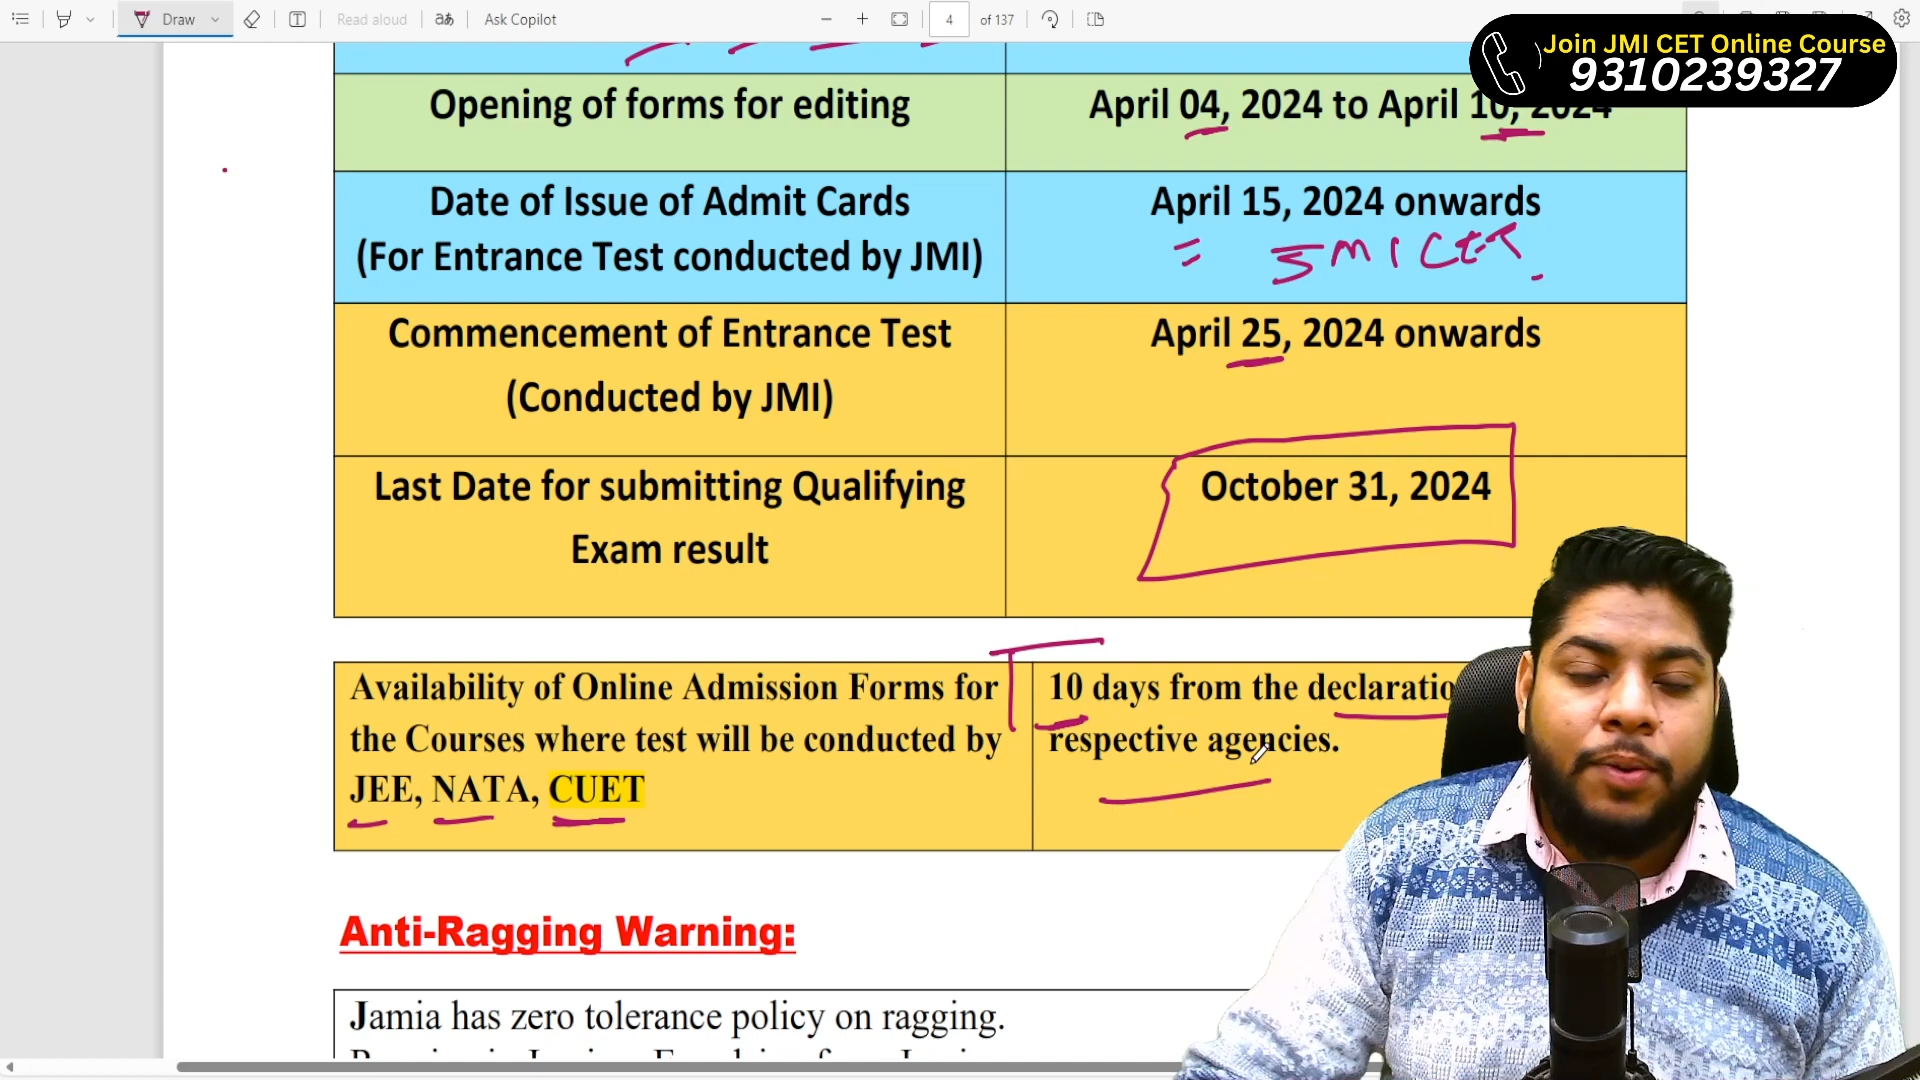 Draw
Read aloud
aあ
Ask Copilot
4
of 137
Join JMI CET Online Course
9310239327
Opening of forms for editing
April 04, 2024 to April 10, 2024
Date of Issue of Admit Cards
(For Entrance Test conducted by JMI)
April 15, 2024 onwards
= JMI CET.
Commencement of Entrance Test
(Conducted by JMI)
April 25, 2024 onwards
Last Date for submitting Qualifying
Exam result
October 31, 2024
Availability of Online Admission Forms for
the Courses where test will be conducted by
JEE, NATA, CUET
10 days from the declaratio
respective agencies.
Anti-Ragging Warning:
Jamia has zero tolerance policy on ragging.